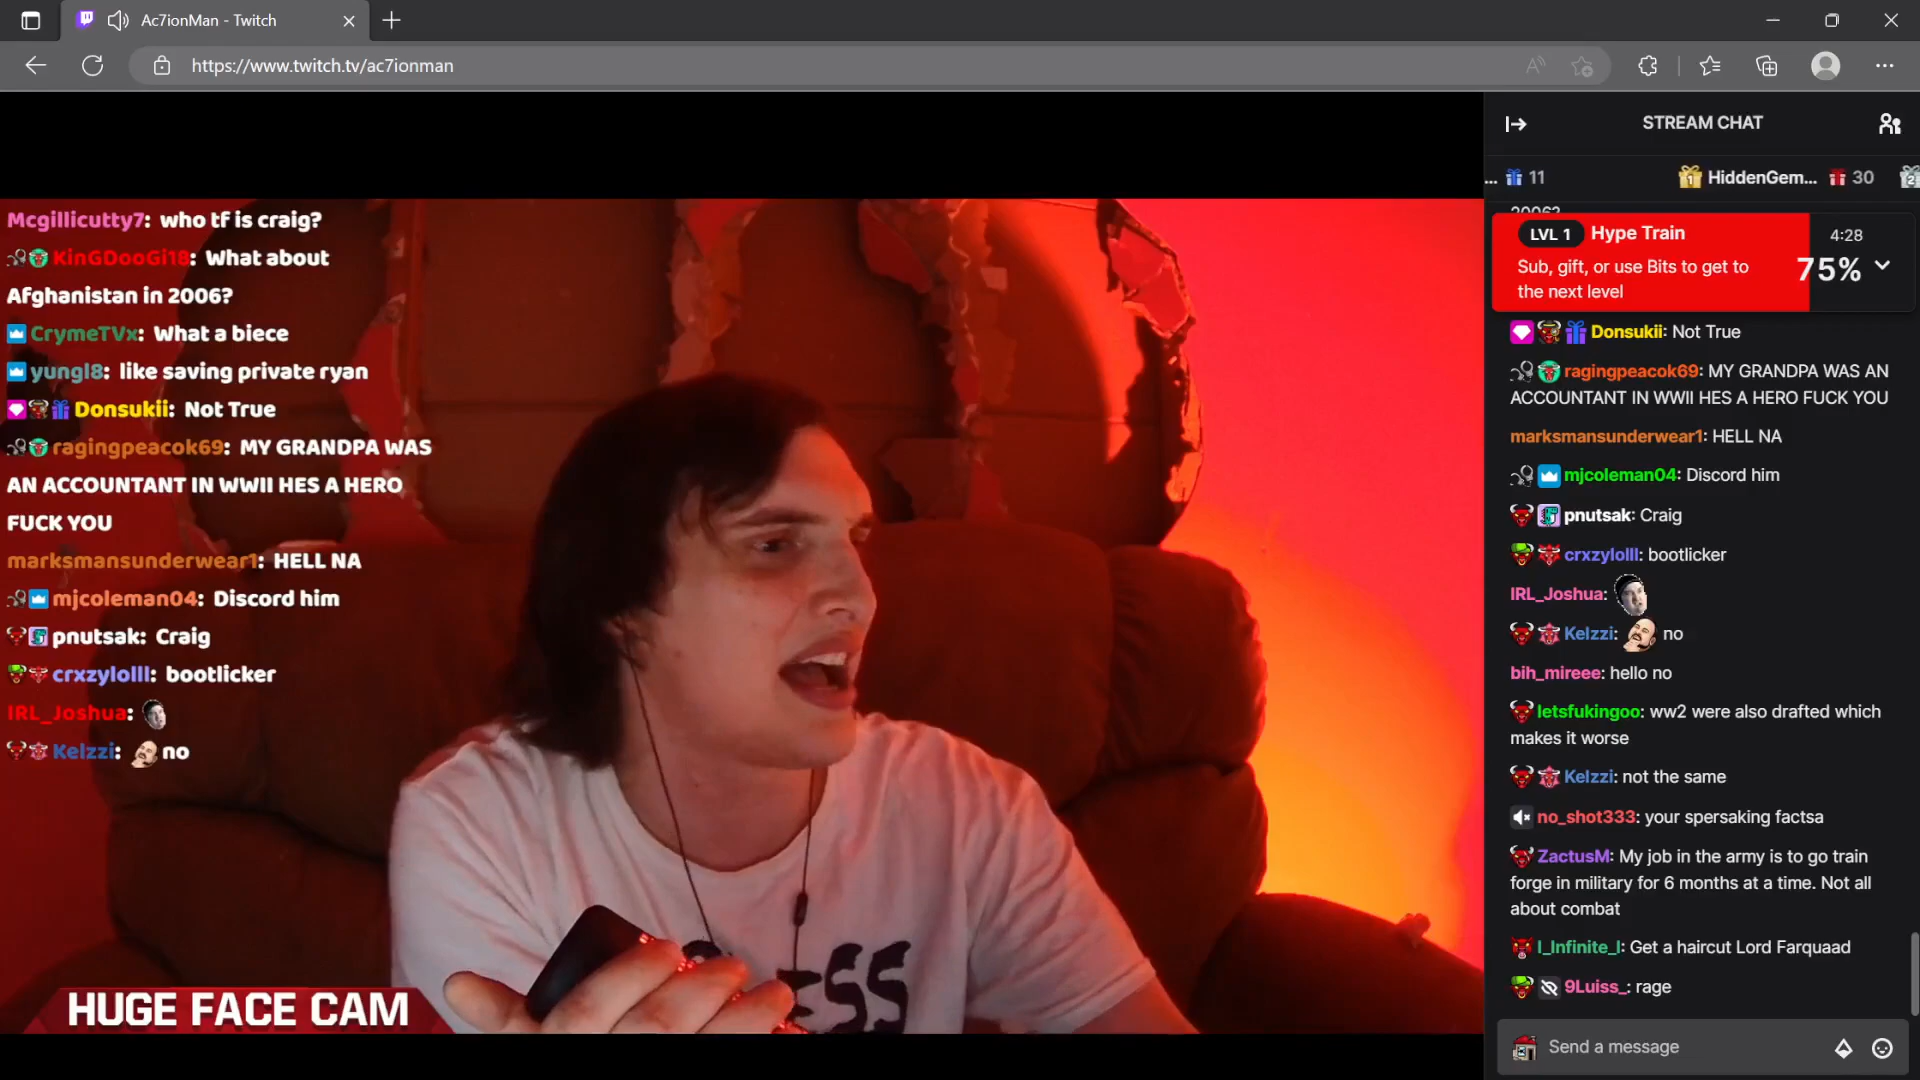 Ac7ionMan - Twitch
https://www.twitch.tv/ac7ionman
Mcgillicutty7: who tf is craig?
KinGDooGi18: What about
Afghanistan in 2006?
CrymeTVx: What a biece
yungl8: like saving private ryan
Donsukii: Not True
ragingpeacok69: MY GRANDPA WAS
AN ACCOUNTANT IN WWII HES A HERO
FUCK YOU
marksmansunderwear1: HELL NA
mjcoleman04: Discord him
pnutsak: Craig
crxzylolll: bootlicker
IRL_Joshua:
Kelzzi: no
HUGE FACE CAM
ESS
STREAM CHAT
... 11
HiddenGem... 30
2006?
LVL 1 Hype Train
4:28
Sub, gift, or use Bits to get to
the next level
75%
Donsukii: Not True
ragingpeacok69: MY GRANDPA WAS AN
ACCOUNTANT IN WWII HES A HERO FUCK YOU
marksmansunderwear1: HELL NA
mjcoleman04: Discord him
pnutsak: Craig
crxzylolll: bootlicker
IRL_Joshua:
Kelzzi: no
bih_mireee: hello no
letsfukingoo: ww2 were also drafted which
makes it worse
Kelzzi: not the same
no_shot333: your spersaking factsa
ZactusM: My job in the army is to go train
forge in military for 6 months at a time. Not all
about combat
I_Infinite_I: Get a haircut Lord Farquaad
9Luiss_: rage
Send a message